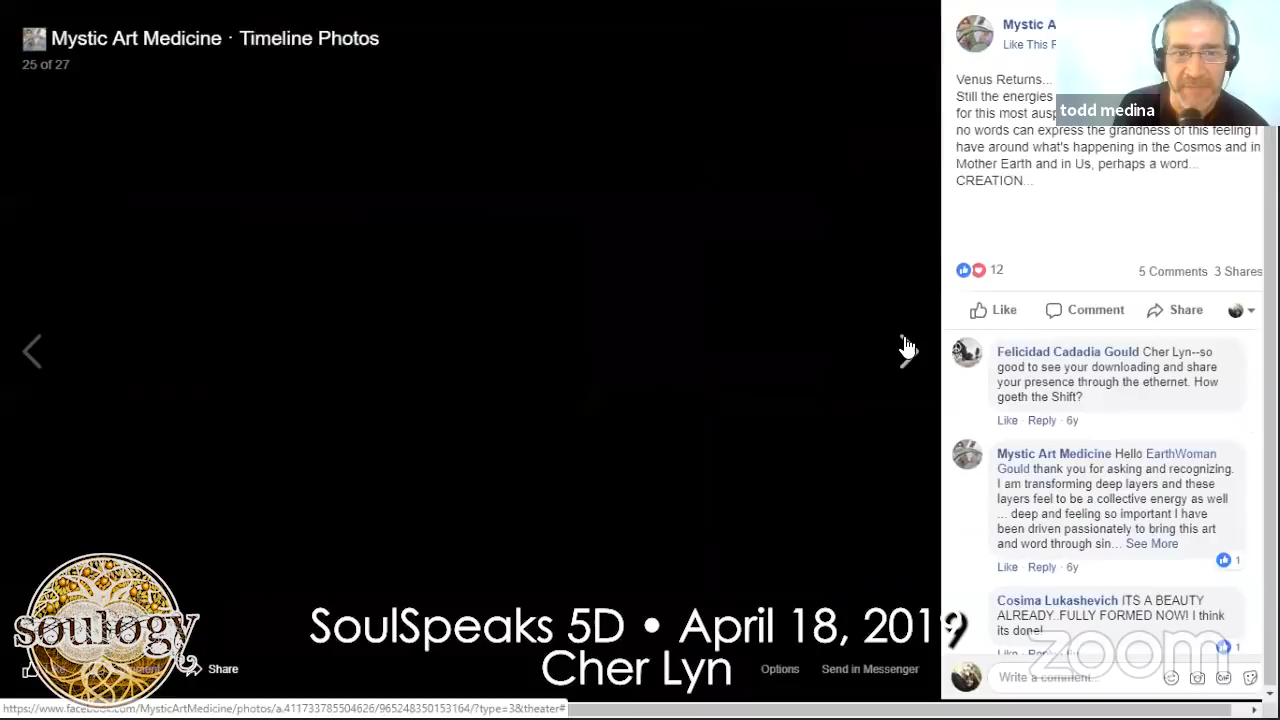 Mystic Art Medicine · Timeline Photos
25 of 27
Mystic A
Like This P
todd medina
Venus Returns...
Still the energies
for this most ausp
no words can express the grandness of this feeling I
have around what's happening in the Cosmos and in
Mother Earth and in Us, perhaps a word...
CREATION...
12
5 Comments 3 Shares
Like Comment Share
Felicidad Cadadia Gould Cher Lyn--so
good to see your downloading and share
your presence through the ethernet. How
goeth the Shift?
Like · Reply · 6y
Mystic Art Medicine Hello EarthWoman
Gould thank you for asking and recognizing.
I am transforming deep layers and these
layers feel to be a collective energy as well
... deep and feeling so important I have
been driven passionately to bring this art
and word through sin... See More
1
Like · Reply · 6y
Cosima Lukashevich ITS A BEAUTY
ALREADY..FULLY FORMED NOW! I think
its done!
1
Like · Reply · 6y
Write a comment...
zoom
soulogy
SoulSpeaks 5D • April 18, 2019
Cher Lyn
Share
Options Send in Messenger
https://www.facebook.com/MysticArtMedicine/photos/a.411733785504626/965248350153164/?type=3&theater#